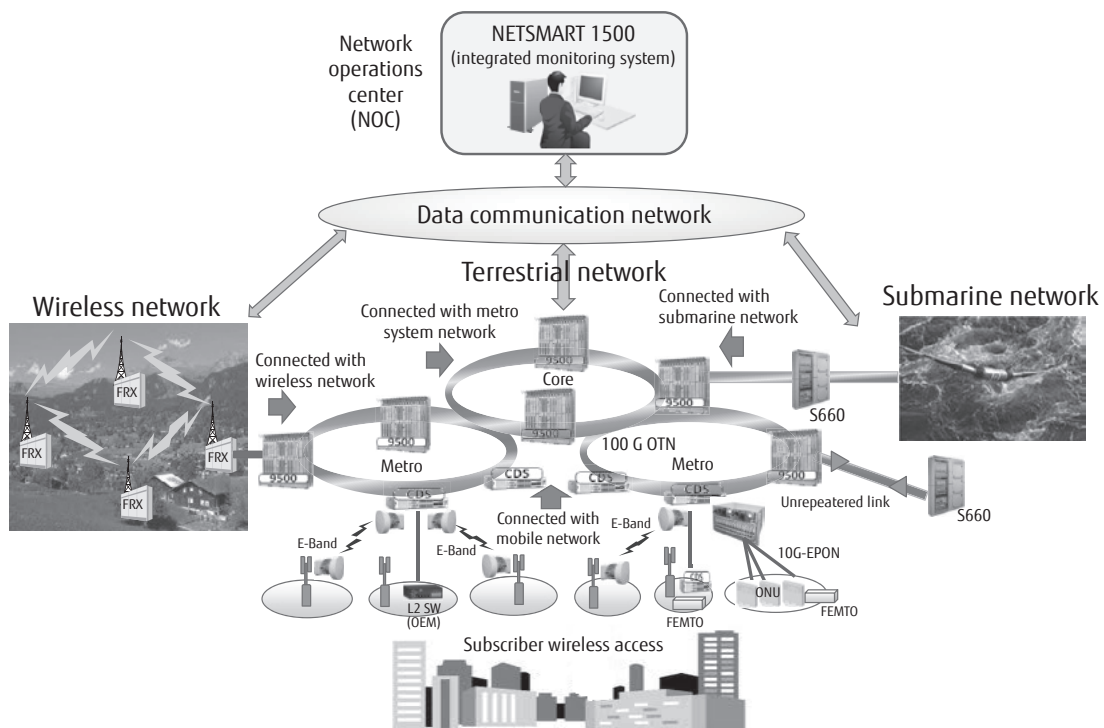 NETSMART 1500
(integrated monitoring system)
Network
operations
center
(NOC)
Data communication network
Terrestrial network
Wireless network
Submarine network
Connected with metro
system network
Connected with
submarine network
Connected with
wireless network
FRX
FRX
FRX
FRX
9500
Core
9500
9500
9500
9500
9500
S660
Metro
100 G OTN
Metro
CDS
CDS
CDS
CDS
Unrepeatered link
S660
Connected with
mobile network
E-Band
E-Band
E-Band
10G-EPON
L2 SW
(OEM)
CDS
FEMTO
ONU
FEMTO
Subscriber wireless access